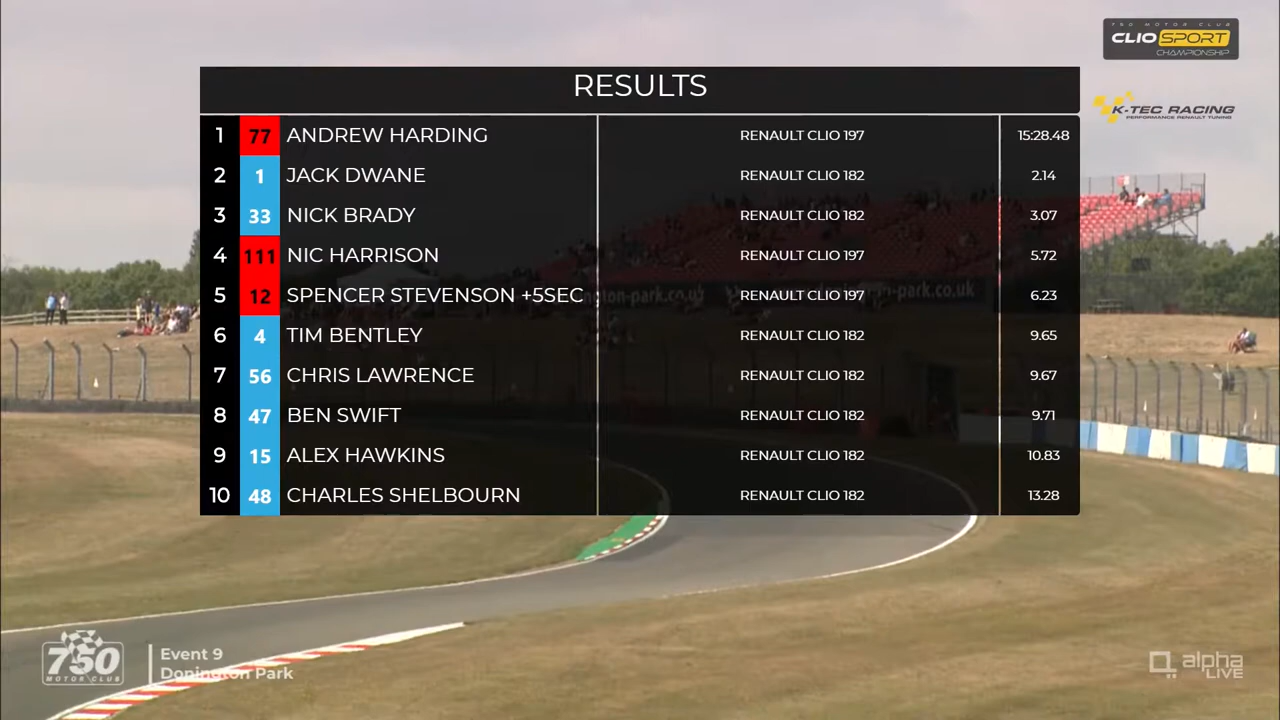 750 MOTOR CLUB
CLIO SPORT
CHAMPIONSHIP
K-TEC RACING
PERFORMANCE RENAULT TUNING
RESULTS
1 77 ANDREW HARDING RENAULT CLIO 197 15:28.48
2 1 JACK DWANE RENAULT CLIO 182 2.14
3 33 NICK BRADY RENAULT CLIO 182 3.07
4 111 NIC HARRISON RENAULT CLIO 197 5.72
5 12 SPENCER STEVENSON +5SEC RENAULT CLIO 197 6.23
6 4 TIM BENTLEY RENAULT CLIO 182 9.65
7 56 CHRIS LAWRENCE RENAULT CLIO 182 9.67
8 47 BEN SWIFT RENAULT CLIO 182 9.71
9 15 ALEX HAWKINS RENAULT CLIO 182 10.83
10 48 CHARLES SHELBOURN RENAULT CLIO 182 13.28
750
MOTOR CLUB
Event 9
Donington Park
alpha
LIVE